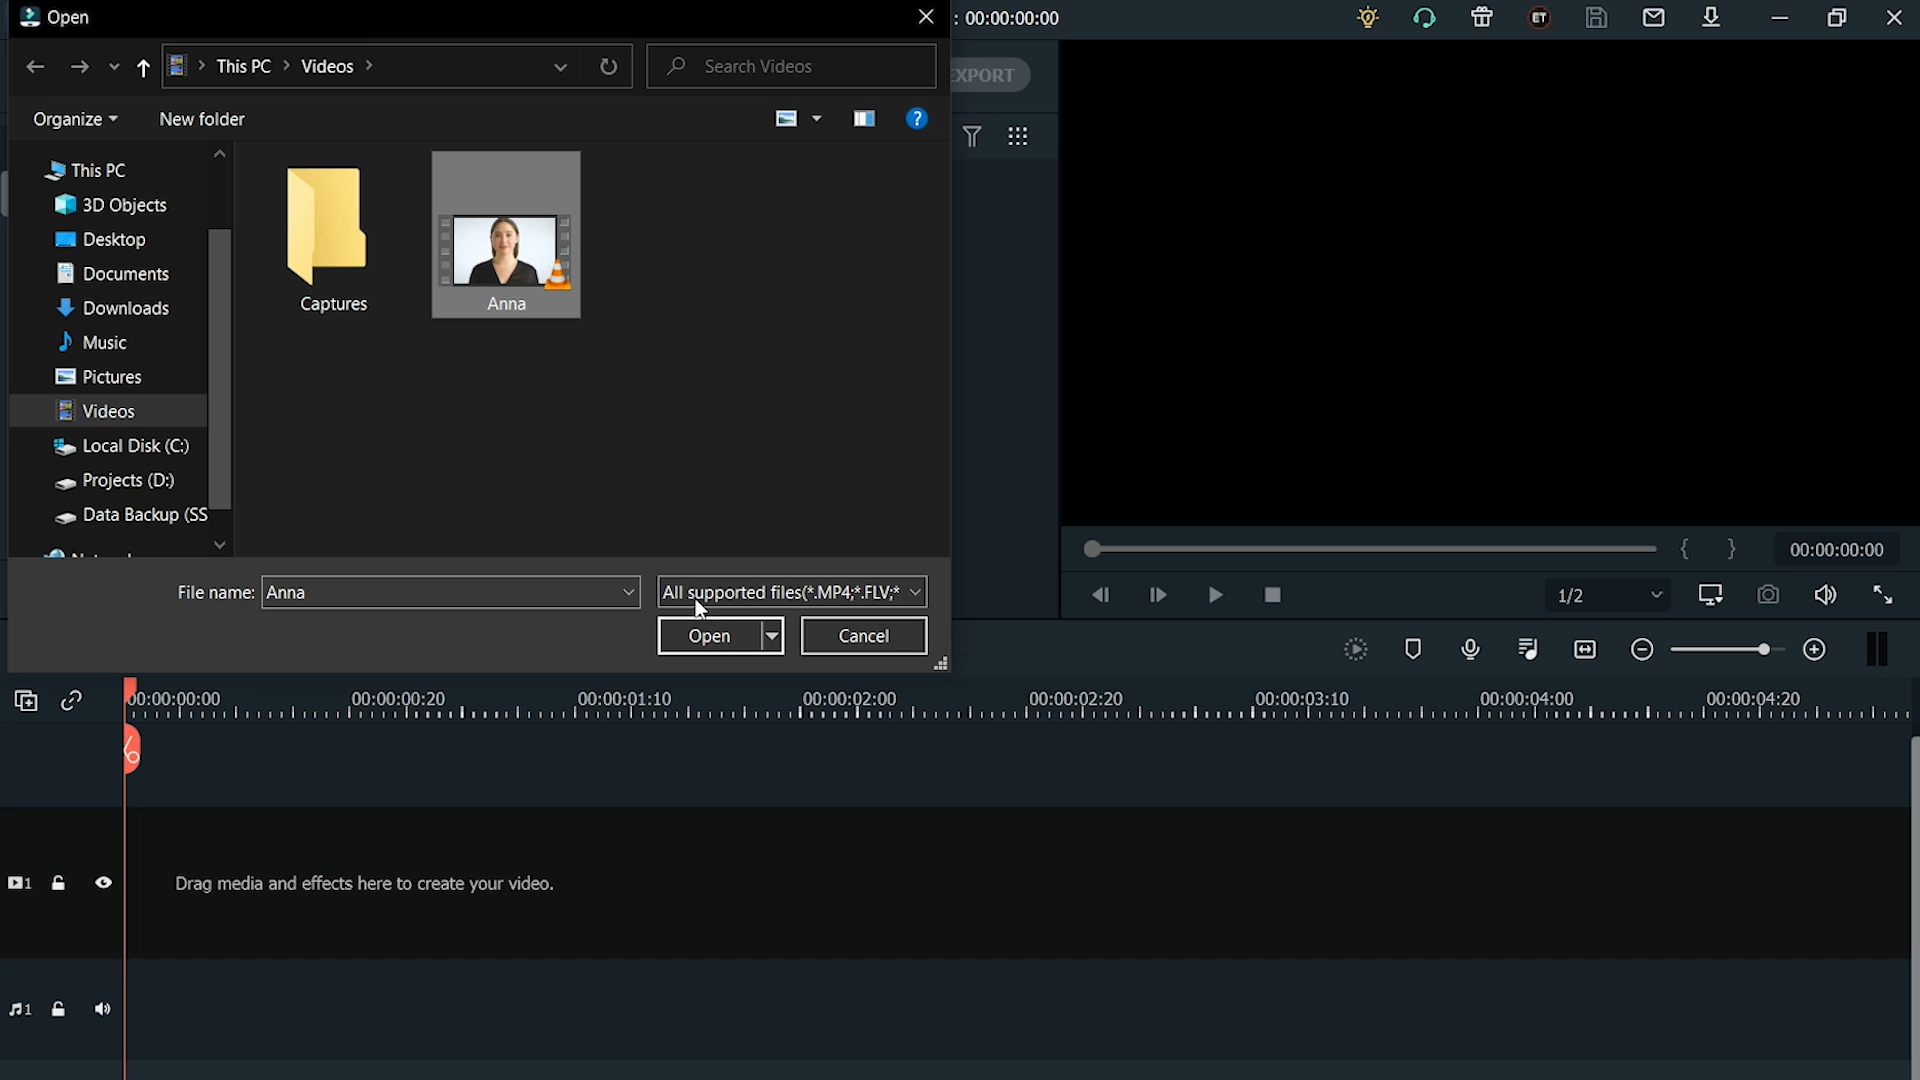 Open
: 00:00:00:00
ET
This PC > Videos >
Search Videos
EXPORT
Organize
New folder
?
This PC
3D Objects
Desktop
Documents
Downloads
Music
Pictures
Videos
Local Disk (C:)
Projects (D:)
Data Backup (SS
Captures
Anna
File name: Anna
All supported files(*.MP4;*.FLV;*
Open
Cancel
{ }
00:00:00:00
1/2
00:00:00:00
00:00:00:20
00:00:01:10
00:00:02:00
00:00:02:20
00:00:03:10
00:00:04:00
00:00:04:20
1
Drag media and effects here to create your video.
1